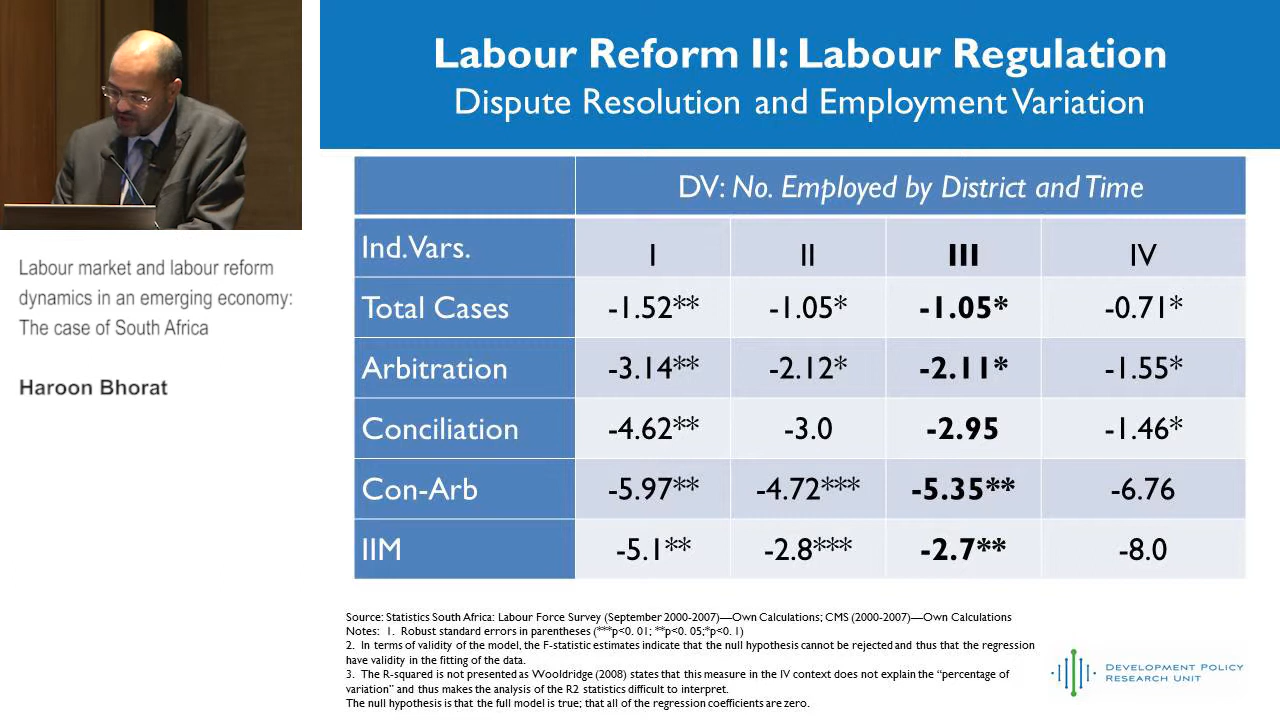 Labour Reform II: Labour Regulation
Dispute Resolution and Employment Variation
DV: No. Employed by District and Time
Ind. Vars. I II III IV
Total Cases -1.52** -1.05* -1.05* -0.71*
Arbitration -3.14** -2.12* -2.11* -1.55*
Conciliation -4.62** -3.0 -2.95 -1.46*
Con-Arb -5.97** -4.72*** -5.35** -6.76
IIM -5.1** -2.8*** -2.7** -8.0
Labour market and labour reform
dynamics in an emerging economy:
The case of South Africa
Haroon Bhorat
Source: Statistics South Africa: Labour Force Survey (September 2000-2007)—Own Calculations; CMS (2000-2007)—Own Calculations
Notes: 1. Robust standard errors in parentheses (***p<0. 01; **p<0. 05;*p<0. 1)
2. In terms of validity of the model, the F-statistic estimates indicate that the null hypothesis cannot be rejected and thus that the regression
have validity in the fitting of the data.
3. The R-squared is not presented as Wooldridge (2008) states that this measure in the IV context does not explain the “percentage of
variation” and thus makes the analysis of the R2 statistics difficult to interpret.
The null hypothesis is that the full model is true; that all of the regression coefficients are zero.
DEVELOPMENT POLICY
RESEARCH UNIT